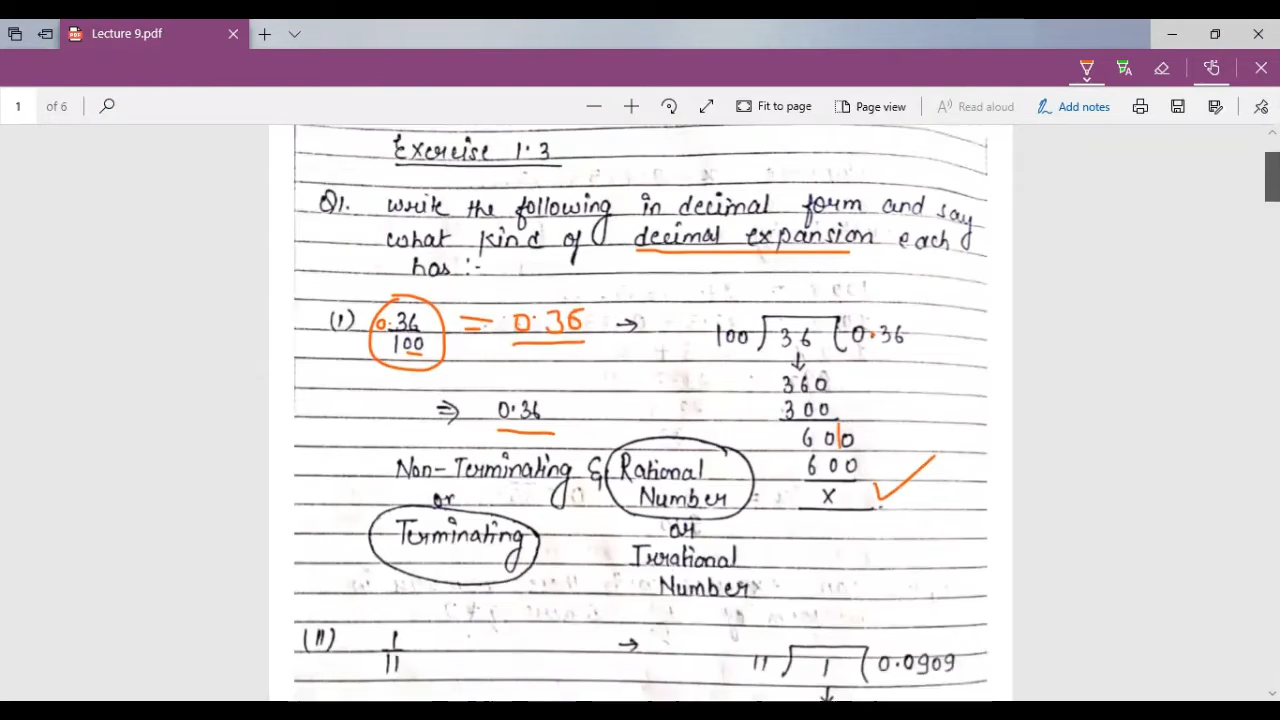 Lecture 9.pdf
1 of 6
Fit to page
Page view
Read aloud
Add notes
Exercise 1.3
Q1. write the following in decimal form and say
what kind of decimal expansion each
has :-
(I) 0.36/100 = 0.36 → 100 ) 36 ( 0.36
360
⇒ 0.36 300
600
Non-Terminating & Rational 600
or Number x
Terminating or
Irrational
Number
(II) 1/11 → 11 ) 1 ( 0.0909